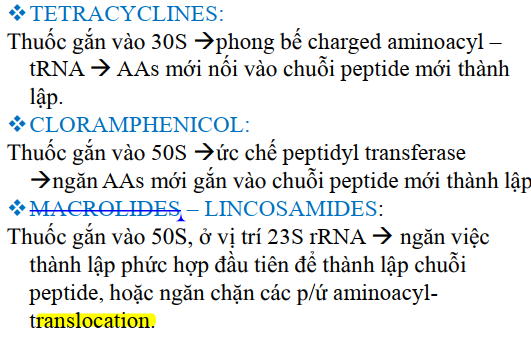 ❖TETRACYCLINES:
Thuốc gắn vào 30S →phong bế charged aminoacyl –
tRNA → AAs mới nối vào chuỗi peptide mới thành
lập.
❖CLORAMPHENICOL:
Thuốc gắn vào 50S →ức chế peptidyl transferase
→ngăn AAs mới gắn vào chuỗi peptide mới thành lập
❖MACROLIDES – LINCOSAMIDES:
Thuốc gắn vào 50S, ở vị trí 23S rRNA → ngăn việc
thành lập phức hợp đầu tiên để thành lập chuỗi
peptide, hoặc ngăn chặn các p/ứ aminoacyl-
translocation.